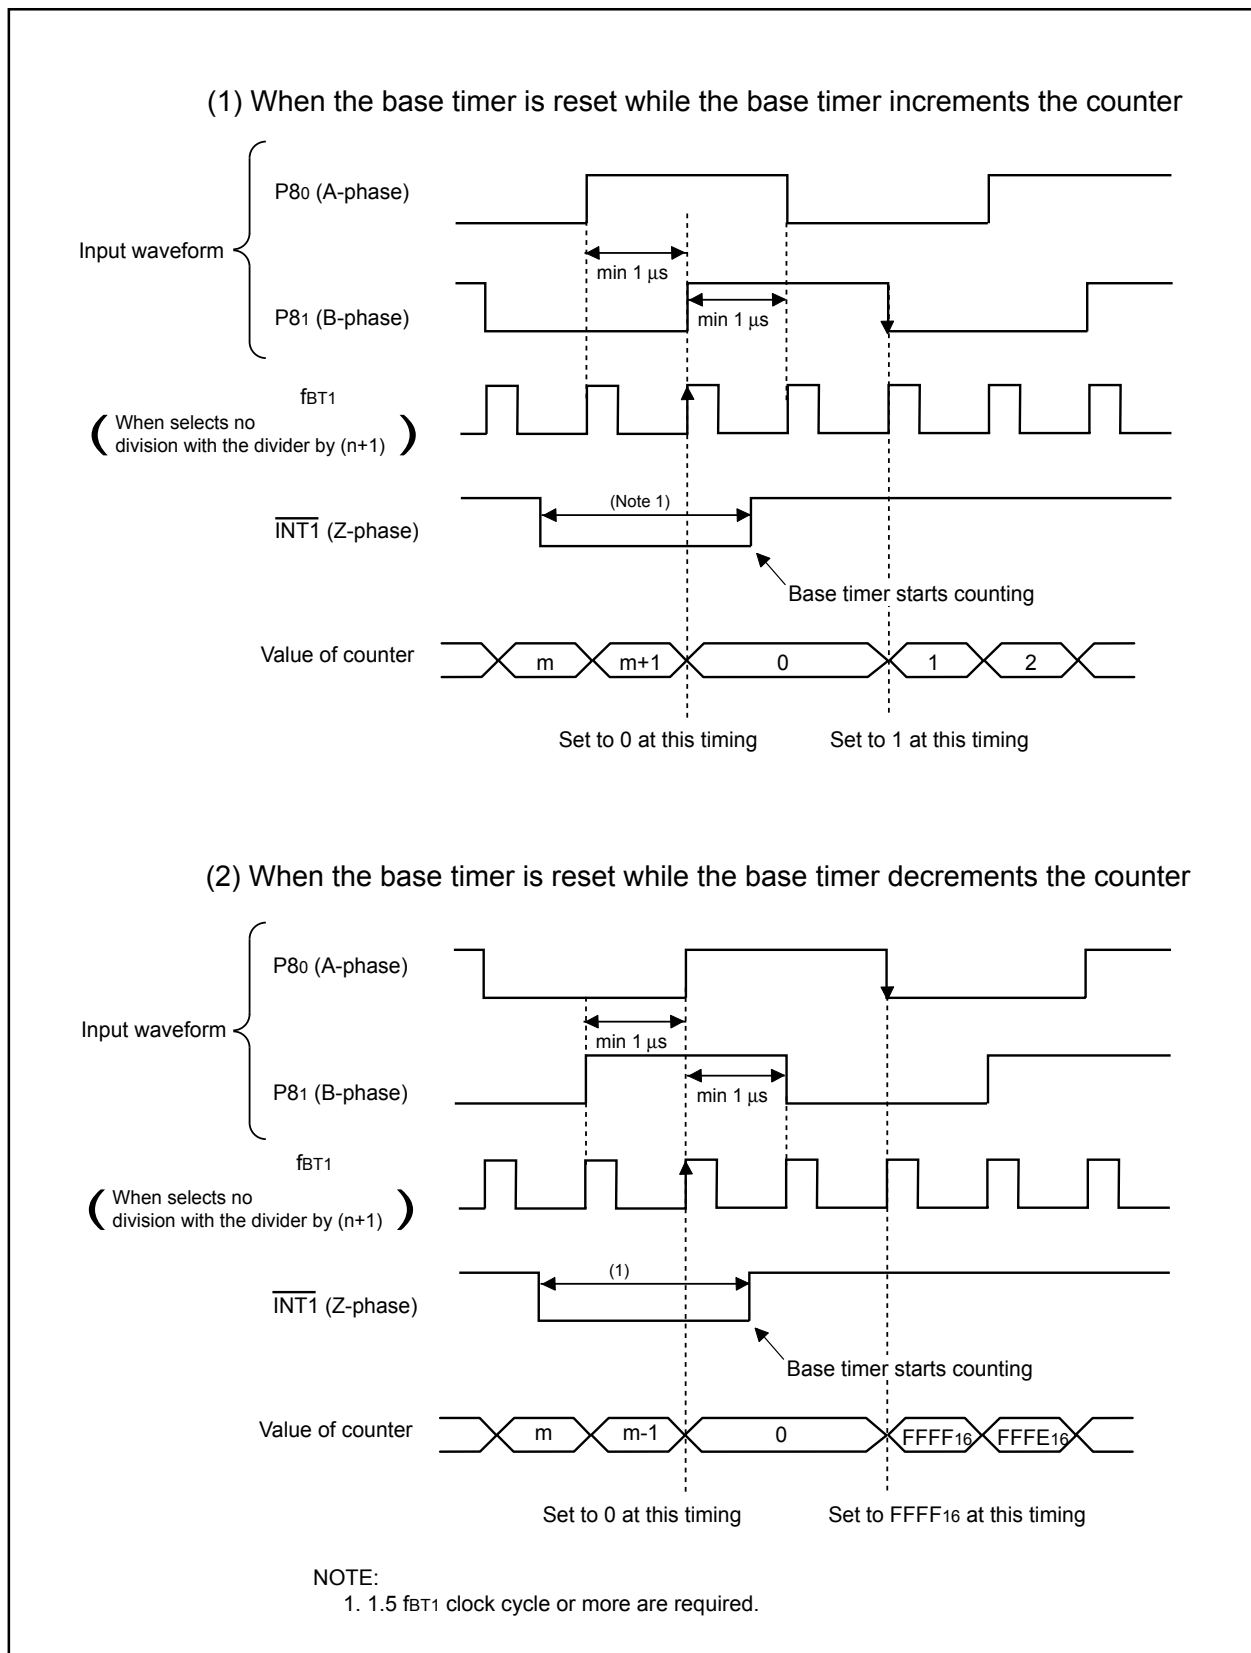 (1) When the base timer is reset while the base timer increments the counter
P80 (A-phase)
Input waveform
min 1 μs
P81 (B-phase)
min 1 μs
fBT1
(When selects no
division with the divider by (n+1))
(Note 1)
INT1 (Z-phase)
Base timer starts counting
Value of counter
m
m+1
0
1
2
Set to 0 at this timing
Set to 1 at this timing
(2) When the base timer is reset while the base timer decrements the counter
P80 (A-phase)
Input waveform
min 1 μs
P81 (B-phase)
min 1 μs
fBT1
(When selects no
division with the divider by (n+1))
(1)
INT1 (Z-phase)
Base timer starts counting
Value of counter
m
m-1
0
FFFF16
FFFE16
Set to 0 at this timing
Set to FFFF16 at this timing
NOTE:
1. 1.5 fBT1 clock cycle or more are required.